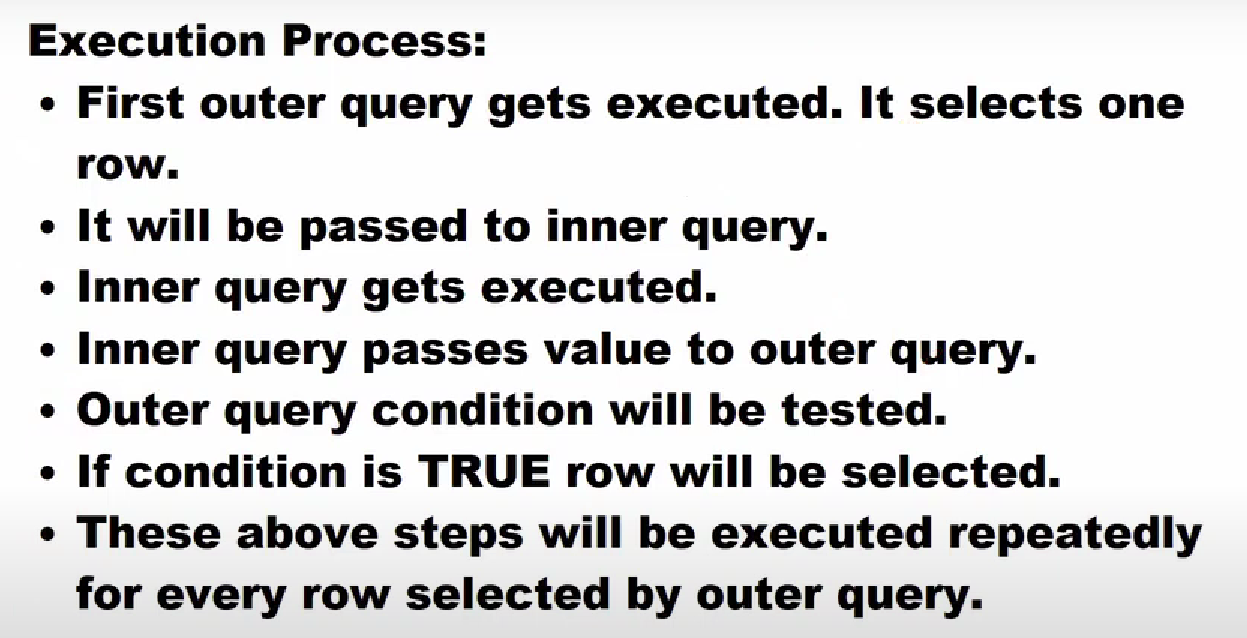 Execution Process:
• First outer query gets executed. It selects one
row.
• It will be passed to inner query.
• Inner query gets executed.
• Inner query passes value to outer query.
• Outer query condition will be tested.
• If condition is TRUE row will be selected.
• These above steps will be executed repeatedly
for every row selected by outer query.